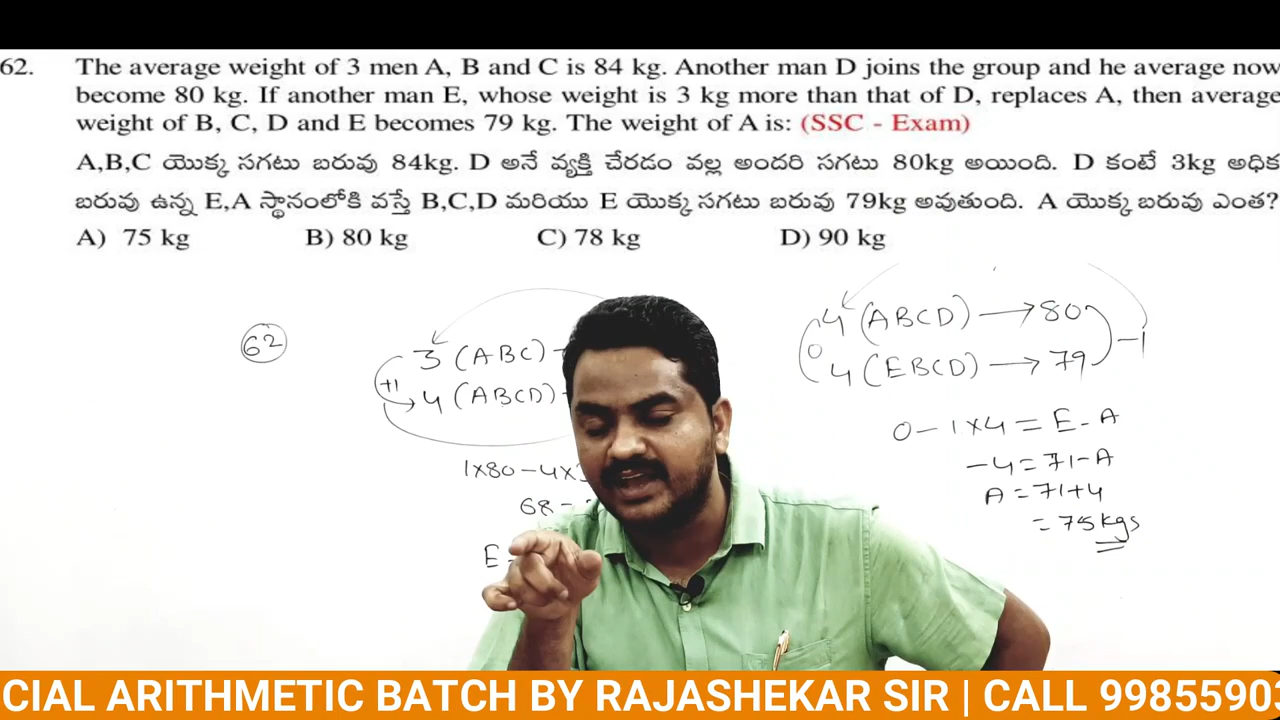 62. The average weight of 3 men A, B and C is 84 kg. Another man D joins the group and he average now
become 80 kg. If another man E, whose weight is 3 kg more than that of D, replaces A, then average
weight of B, C, D and E becomes 79 kg. The weight of A is: (SSC - Exam)
A,B,C యొక్క సగటు బరువు 84kg. D అనే వ్యక్తి చేరడం వల్ల అందరి సగటు 80kg అయింది. D కంటే 3kg అధిక
బరువు ఉన్న E,A స్థానంలోకి వస్తే B,C,D మరియు E యొక్క సగటు బరువు 79kg అవుతుంది. A యొక్క బరువు ఎంత?
A) 75 kg B) 80 kg C) 78 kg D) 90 kg
62
3 (ABC)
+1
4 (ABCD)
1×80 - 4×
68 =
E
4 (ABCD) → 80
0 -1
4 (EBCD) → 79
0 - 1×4 = E - A
-4 = 71 - A
A = 71+4
= 75kgs
CIAL ARITHMETIC BATCH BY RAJASHEKAR SIR | CALL 99855903